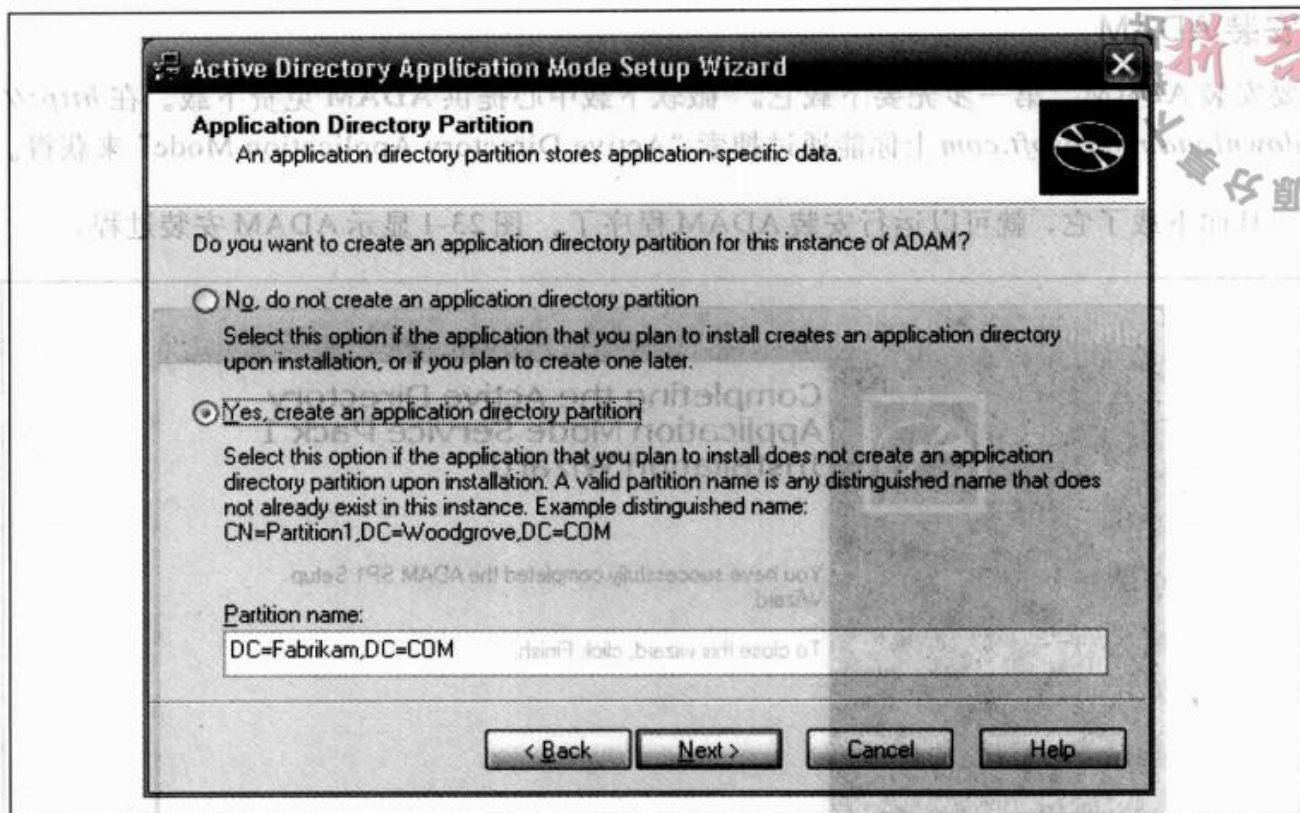 Active Directory Application Mode Setup Wizard
Application Directory Partition
An application directory partition stores application-specific data.
Do you want to create an application directory partition for this instance of ADAM?
No, do not create an application directory partition
Select this option if the application that you plan to install creates an application directory
upon installation, or if you plan to create one later.
Yes, create an application directory partition
Select this option if the application that you plan to install does not create an application
directory partition upon installation. A valid partition name is any distinguished name that does
not already exist in this instance. Example distinguished name:
CN=Partition1,DC=Woodgrove,DC=COM
Partition name:
DC=Fabrikam,DC=COM
< Back
Next >
Cancel
Help